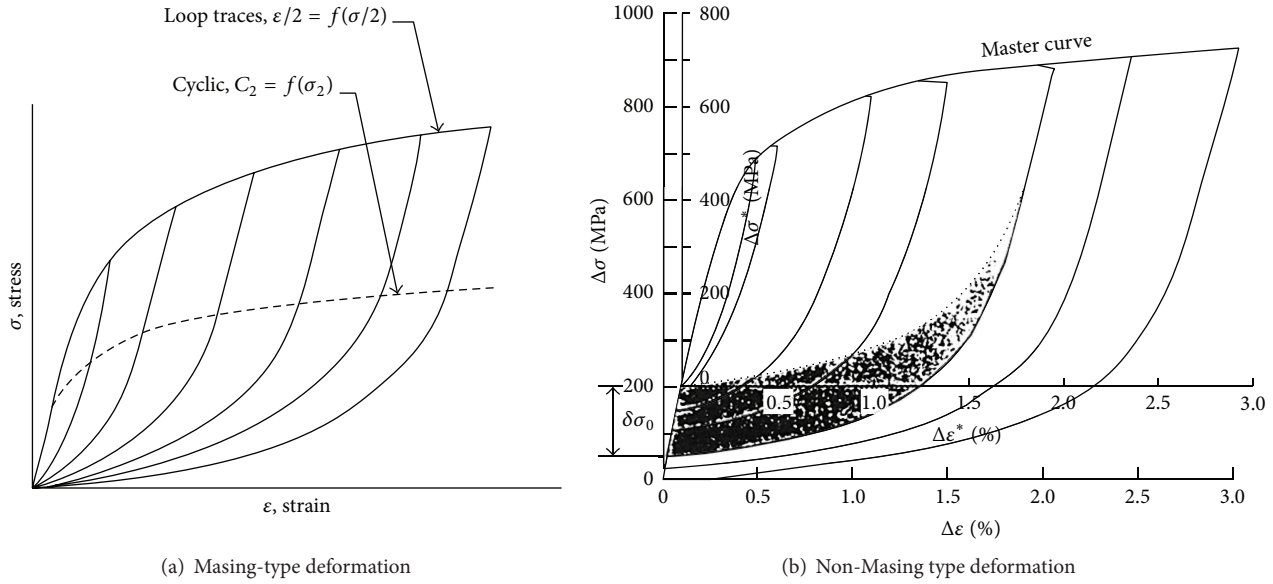 Loop traces, ε/2 = f(σ/2)
Cyclic, C₂ = f(σ₂)
σ, stress
ε, strain
(a) Masing-type deformation
1000
800
600
400
200
0
Δσ (MPa)
800
600
400
200
0
Δσ* (MPa)
Master curve
δσ₀
0.5
1.0
1.5
2.0
2.5
3.0
Δε* (%)
0
0.5
1.0
1.5
2.0
2.5
3.0
Δε (%)
(b) Non-Masing type deformation